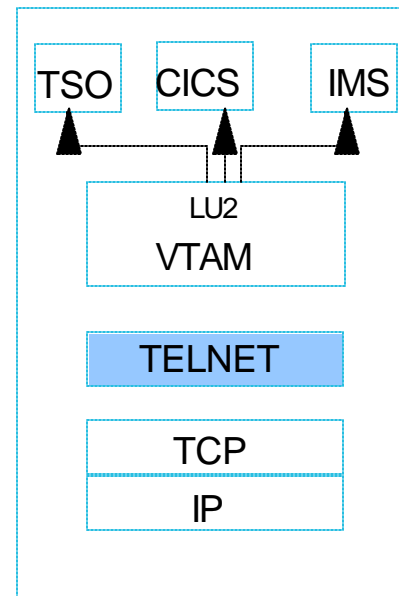 TSO CICS IMS
LU2
VTAM
TELNET
TCP
IP